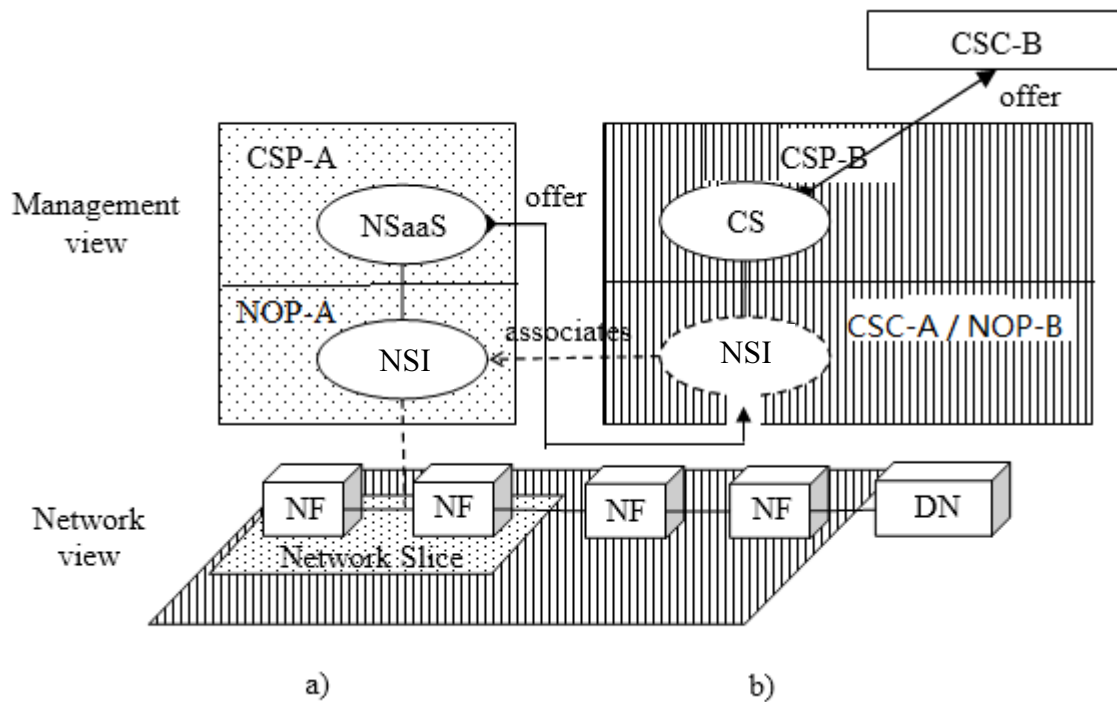 CSC-B
offer
CSP-A
CSP-B
Management
view
NSaaS
offer
CS
NOP-A
CSC-A / NOP-B
associates
NSI
NSI
Network
view
NF
NF
NF
NF
DN
Network Slice
a)
b)